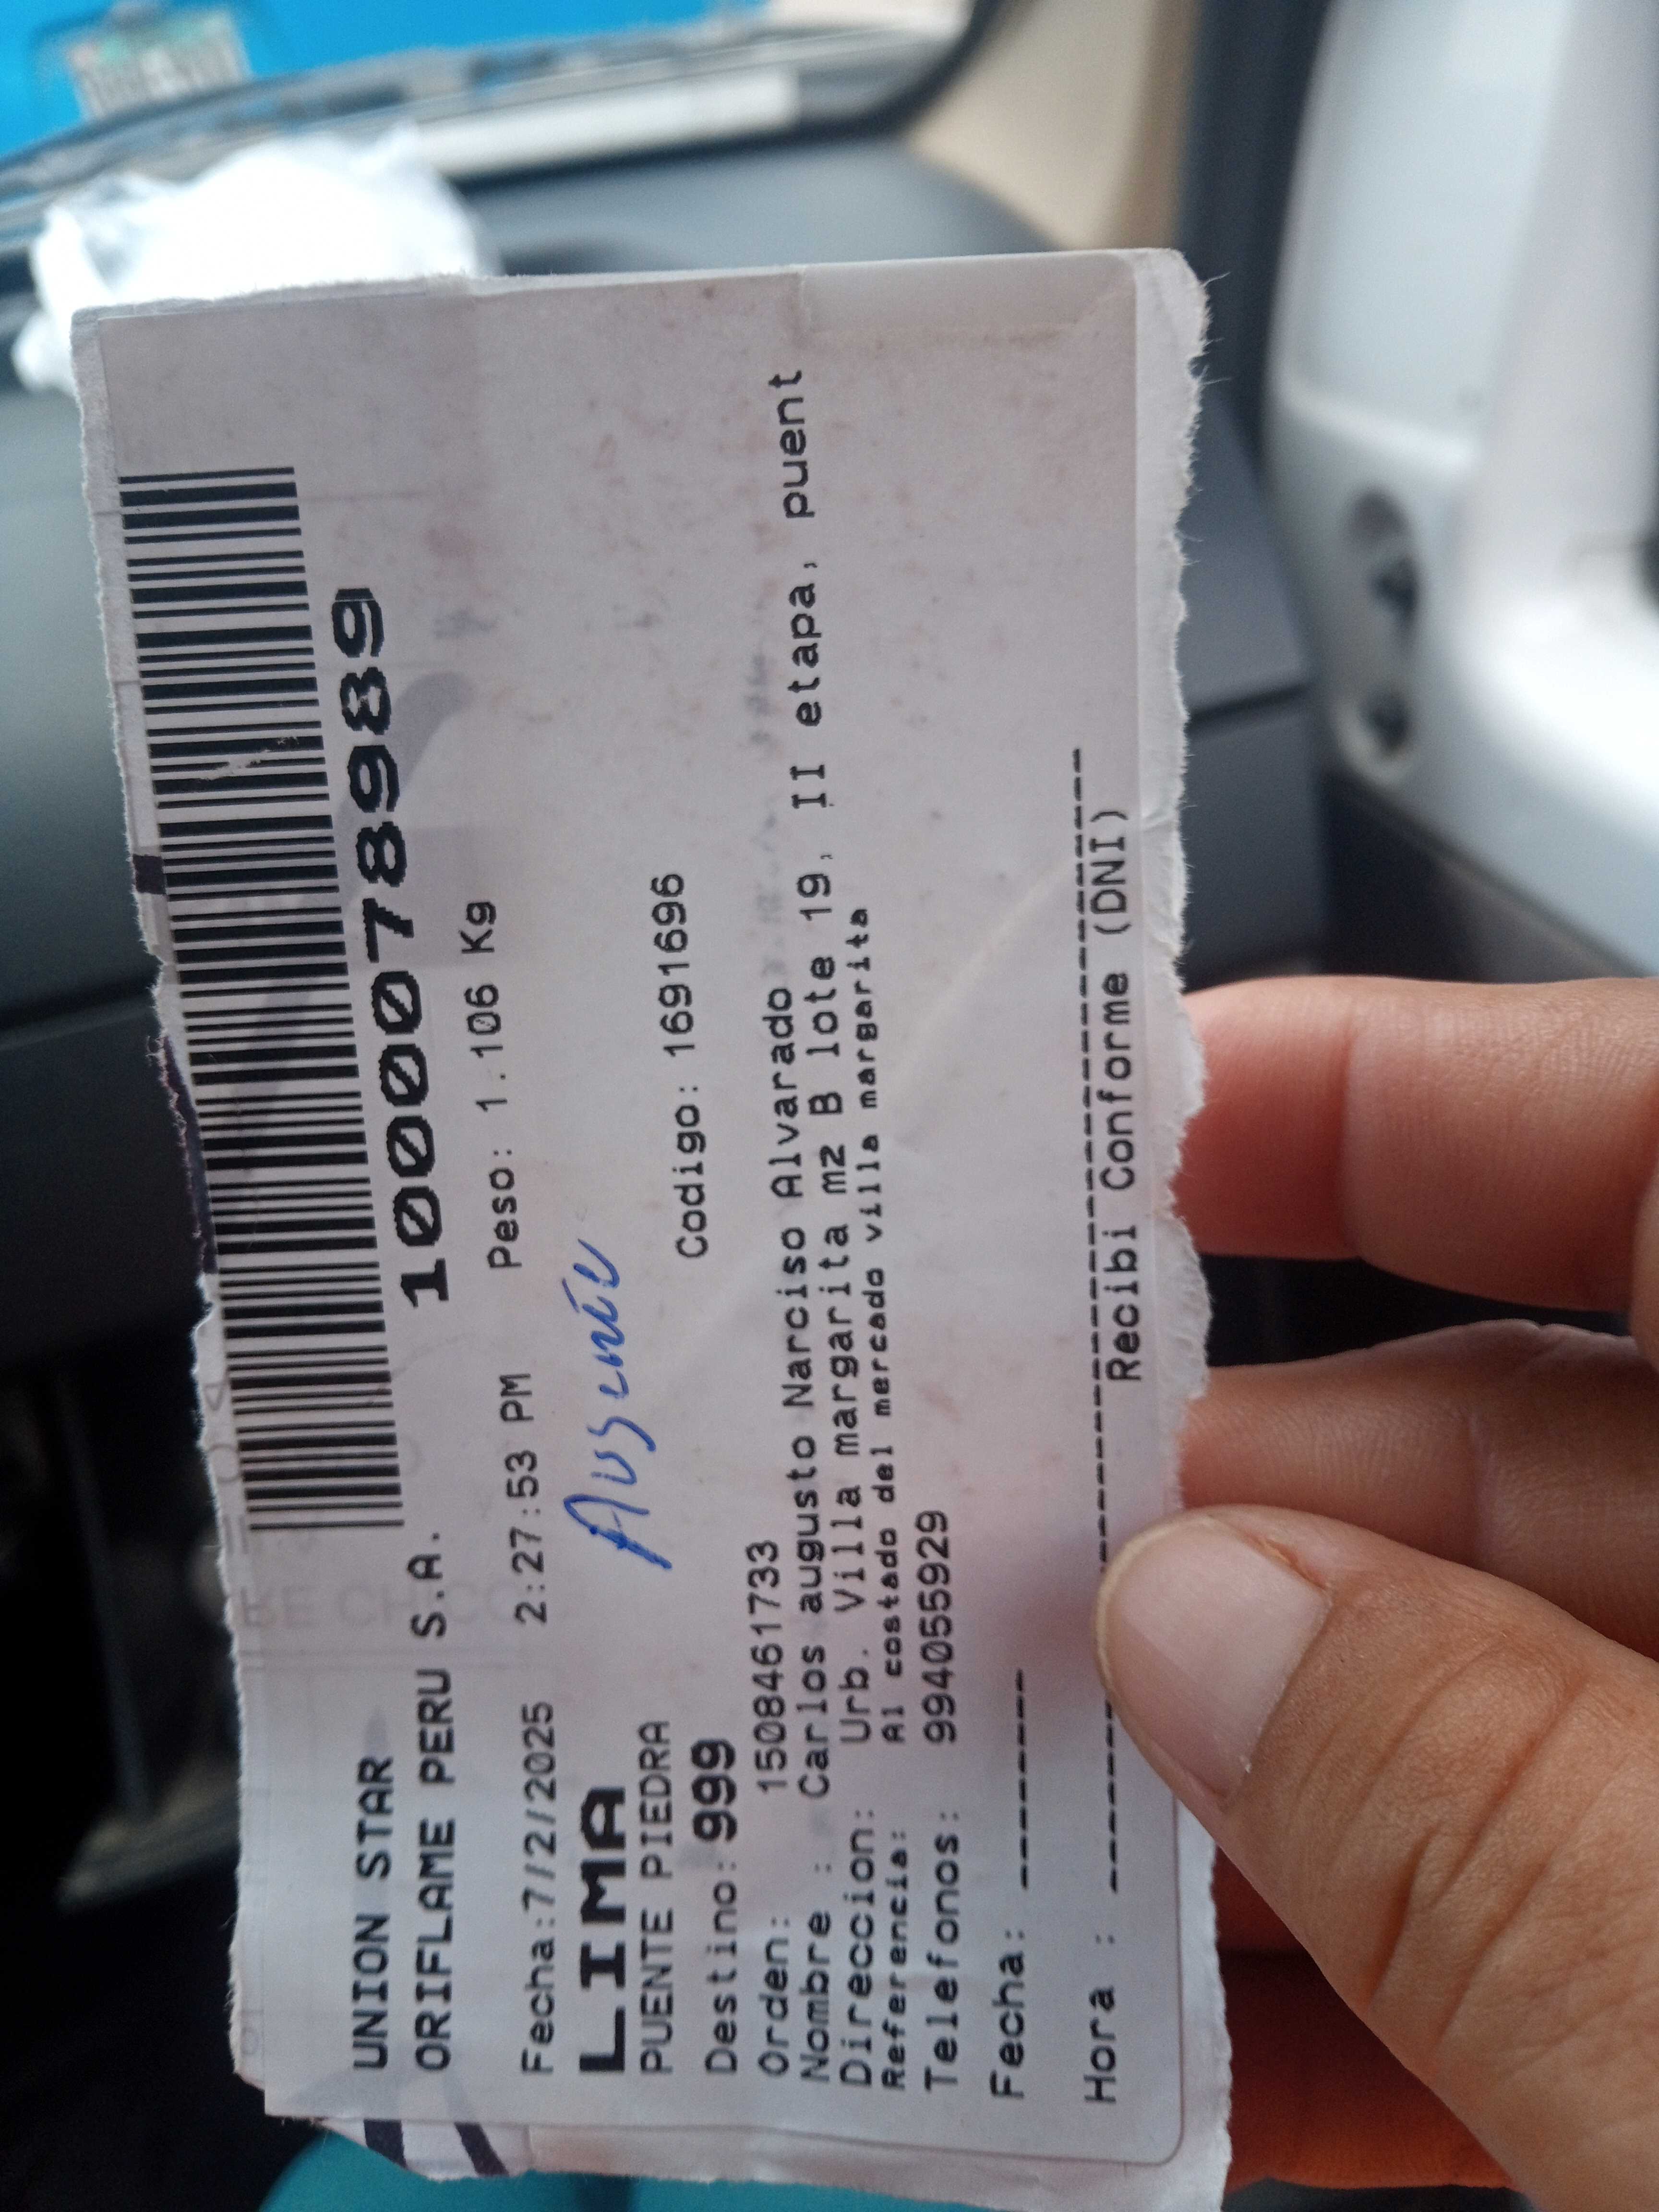 100078989
UNION STAR
ORIFLAME PERU S.A.
Fecha:7/2/2025 2:27:53 PM Peso: 1.106 Kg
LIMA
Ausente
PUENTE PIEDRA
Destino: 999 Codigo: 1691696
Orden: 15084461733
Nombre : Carlos augusto Narciso Alvarado
Direccion: Urb. Villa margarita mz B lote 19, II etapa, puent
Referencia: Al costado del mercado villa margarita
Telefonos: 994055929
Fecha: --------
Hora :
Recibi Conforme (DNI)